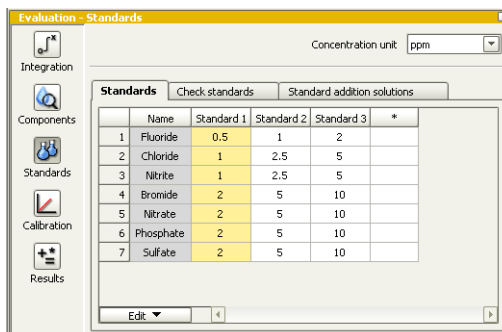 Evaluation - Standards
Integration
Components
Standards
Calibration
Results
Concentration unit ppm
Standards Check standards Standard addition solutions
Name Standard 1 Standard 2 Standard 3 *
1 Fluoride 0.5 1 2
2 Chloride 1 2.5 5
3 Nitrite 1 2.5 5
4 Bromide 2 5 10
5 Nitrate 2 5 10
6 Phosphate 2 5 10
7 Sulfate 2 5 10
Edit